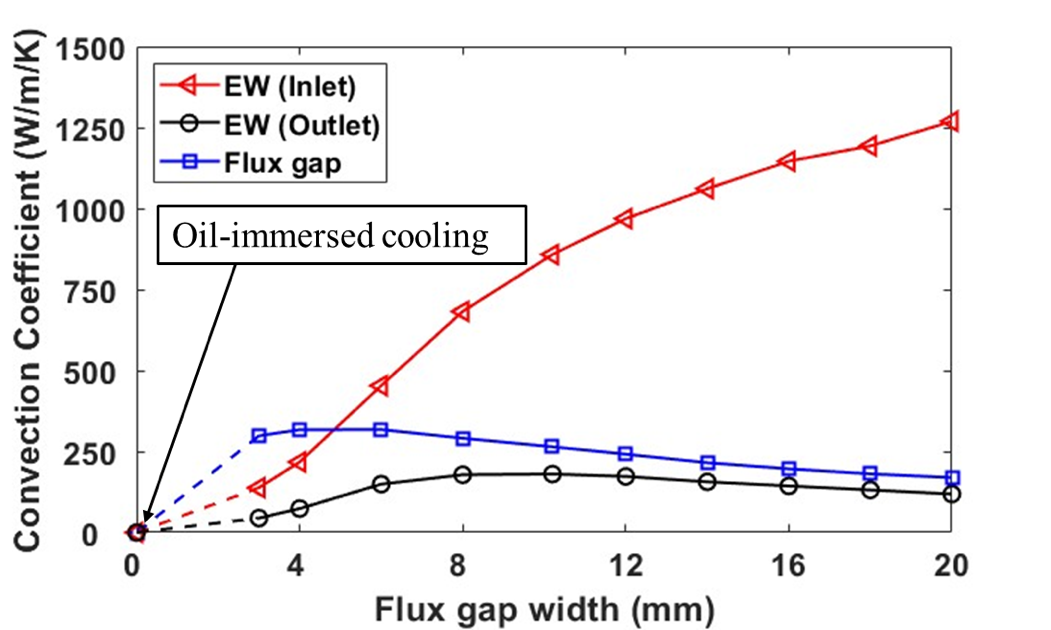 Convection Coefficient (W/m/K)
1500
1250
1000
750
500
250
0
EW (Inlet)
EW (Outlet)
Flux gap
Oil-immersed cooling
0 4 8 12 16 20
Flux gap width (mm)